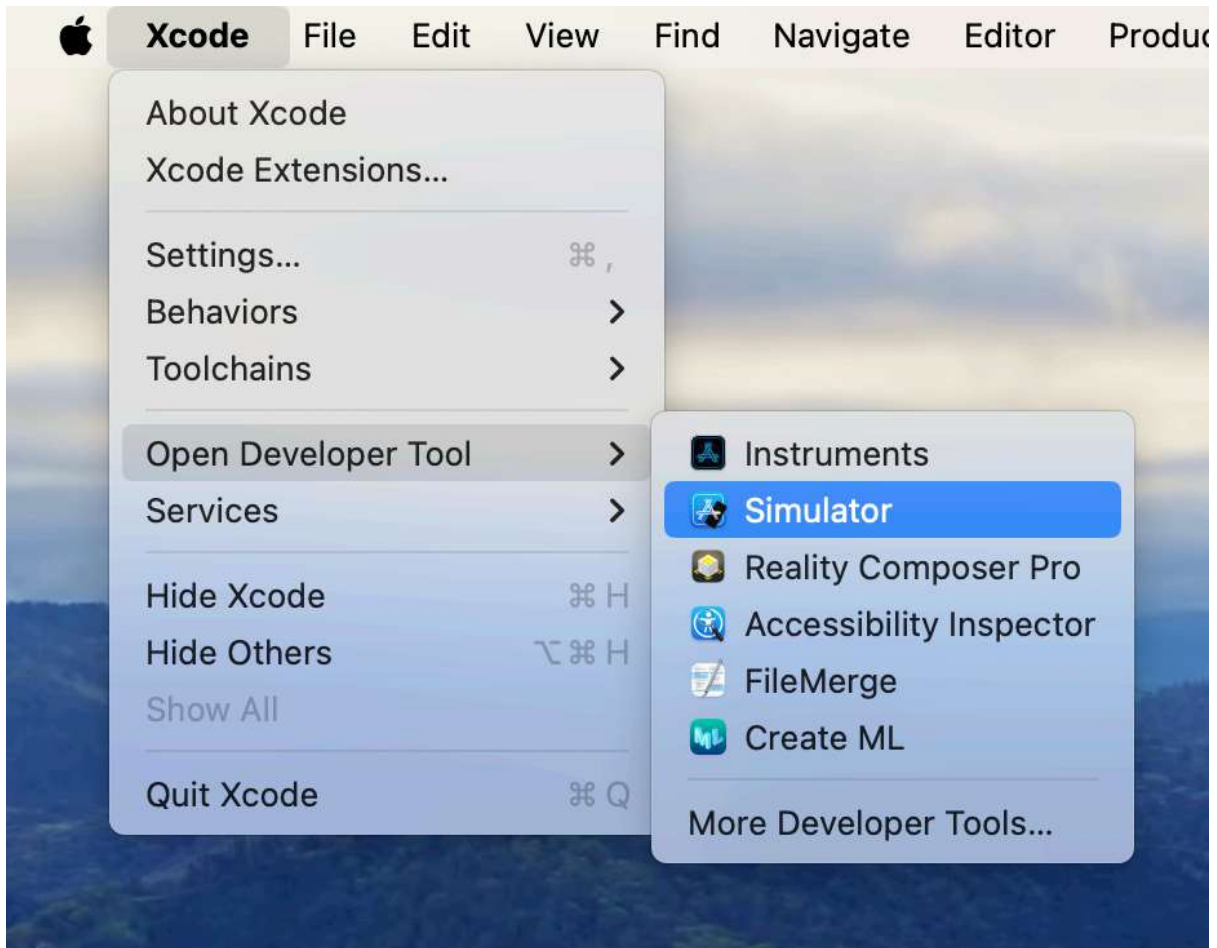 Xcode File Edit View Find Navigate Editor Produc
About Xcode
Xcode Extensions...
Settings... ⌘ ,
Behaviors
Toolchains
Open Developer Tool
Services
Hide Xcode ⌘ H
Hide Others ⌥ ⌘ H
Show All
Quit Xcode ⌘ Q
Instruments
Simulator
Reality Composer Pro
Accessibility Inspector
FileMerge
Create ML
More Developer Tools...